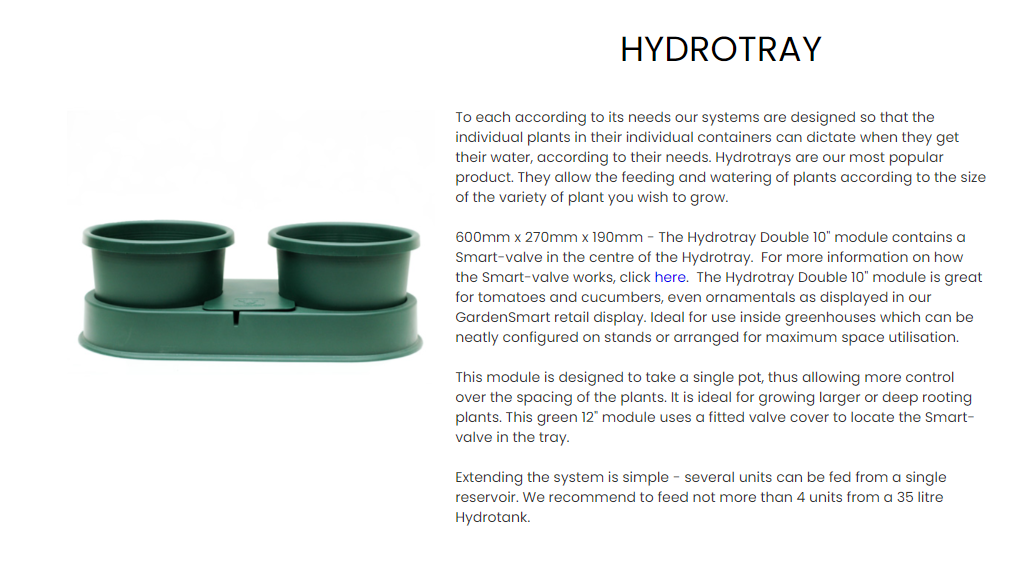 HYDROTRAY
To each according to its needs our systems are designed so that the
individual plants in their individual containers can dictate when they get
their water, according to their needs. Hydrotrays are our most popular
product. They allow the feeding and watering of plants according to the size
of the variety of plant you wish to grow.
600mm x 270mm x 190mm - The Hydrotray Double 10" module contains a
Smart-valve in the centre of the Hydrotray.  For more information on how
the Smart-valve works, click here.  The Hydrotray Double 10" module is great
for tomatoes and cucumbers, even ornamentals as displayed in our
GardenSmart retail display. Ideal for use inside greenhouses which can be
neatly configured on stands or arranged for maximum space utilisation.
This module is designed to take a single pot, thus allowing more control
over the spacing of the plants. It is ideal for growing larger or deep rooting
plants. This green 12" module uses a fitted valve cover to locate the Smart-
valve in the tray.
Extending the system is simple - several units can be fed from a single
reservoir. We recommend to feed not more than 4 units from a 35 litre
Hydrotank.